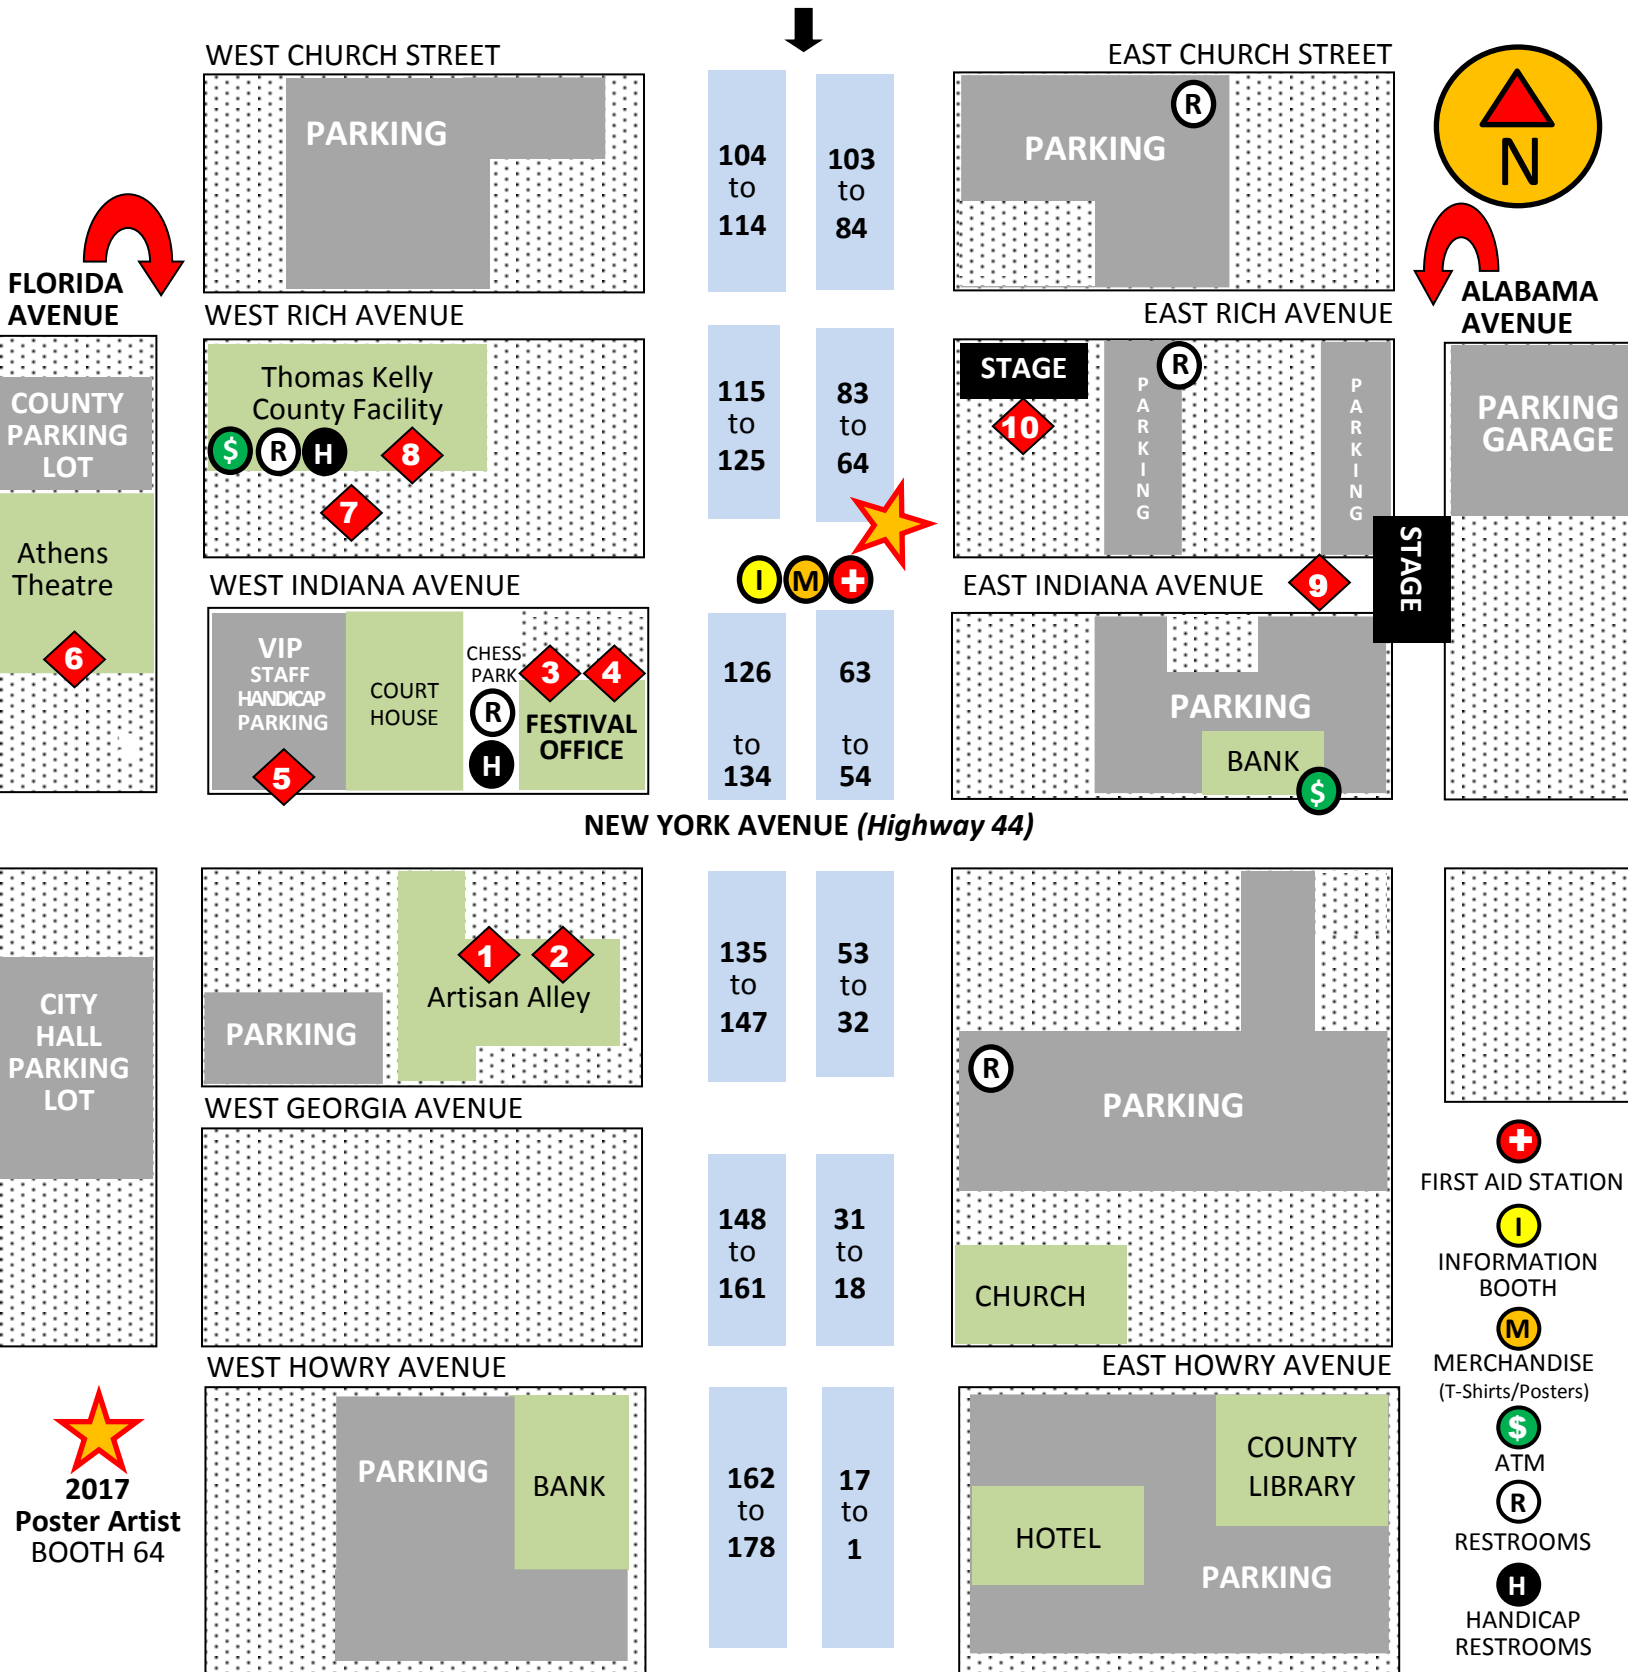 WEST CHURCH STREET
EAST CHURCH STREET
PARKING
104
to
114
103
to
84
R
PARKING
N
FLORIDA
AVENUE
ALABAMA
AVENUE
WEST RICH AVENUE
EAST RICH AVENUE
COUNTY
PARKING
LOT
Thomas Kelly
County Facility
$ R H 8
7
115
to
125
83
to
64
STAGE
10
R
PARKING
PARKING
PARKING
GARAGE
Athens
Theatre
6
WEST INDIANA AVENUE
I M
EAST INDIANA AVENUE
9
STAGE
VIP
STAFF
HANDICAP
PARKING
5
COURT
HOUSE
CHESS
PARK
R
H
3 4
FESTIVAL
OFFICE
126
to
134
63
to
54
PARKING
BANK
$
NEW YORK AVENUE (Highway 44)
CITY
HALL
PARKING
LOT
PARKING
1 2
Artisan Alley
135
to
147
53
to
32
R
PARKING
WEST GEORGIA AVENUE
148
to
161
31
to
18
CHURCH
FIRST AID STATION
I
INFORMATION
BOOTH
M
MERCHANDISE
(T-Shirts/Posters)
$
ATM
R
RESTROOMS
H
HANDICAP
RESTROOMS
WEST HOWRY AVENUE
EAST HOWRY AVENUE
2017
Poster Artist
BOOTH 64
PARKING
BANK
162
to
178
17
to
1
COUNTY
LIBRARY
HOTEL
PARKING